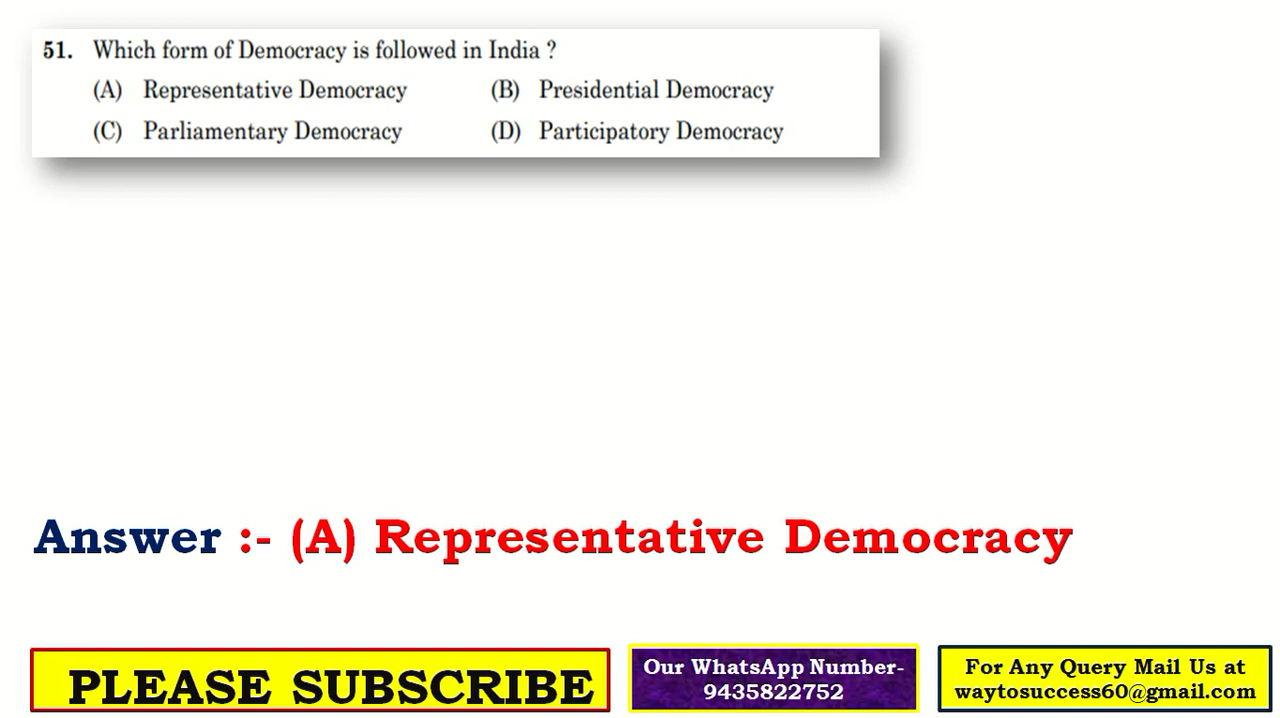 51. Which form of Democracy is followed in India ?
(A) Representative Democracy (B) Presidential Democracy
(C) Parliamentary Democracy (D) Participatory Democracy
Answer :- (A) Representative Democracy
PLEASE SUBSCRIBE
Our WhatsApp Number-
9435822752
For Any Query Mail Us at
waytosuccess60@gmail.com